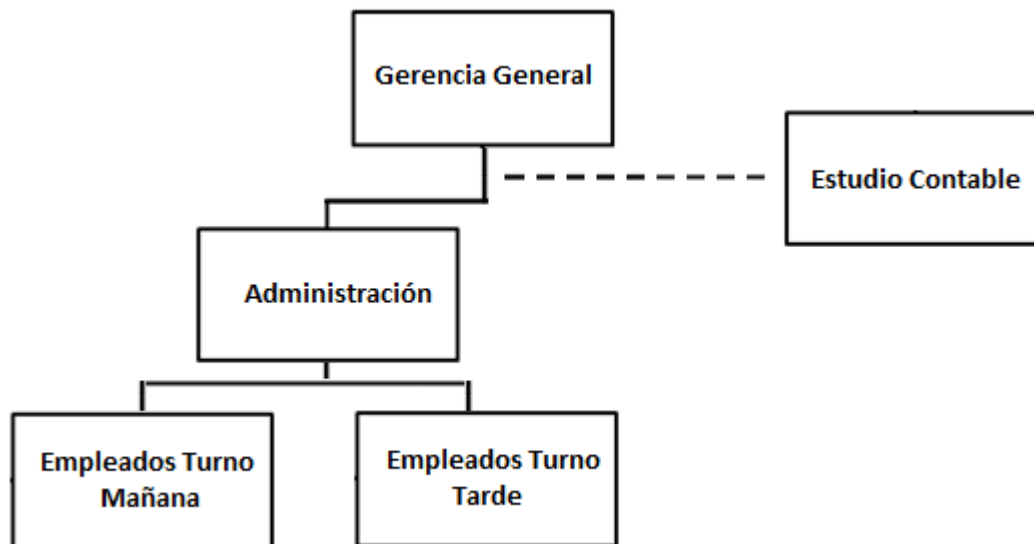 Gerencia General
Estudio Contable
Administración
Empleados Turno
Mañana
Empleados Turno
Tarde